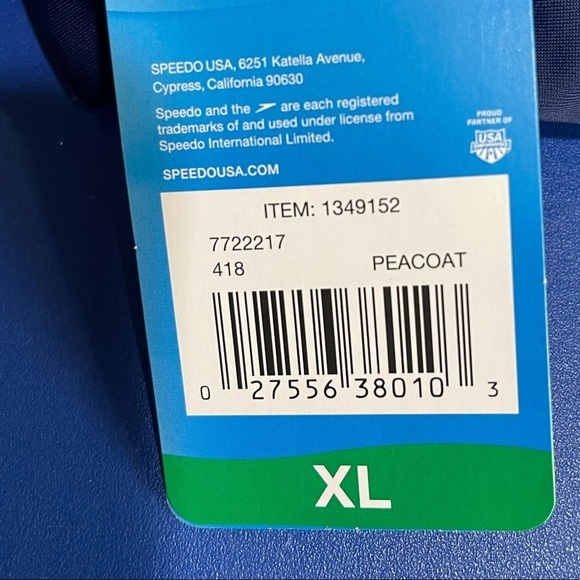 SPEEDO USA, 6251 Katella Avenue,
Cypress, California 90630
Speedo and the are each registered
trademarks of and used under license from
Speedo International Limited.
SPEEDOUSA.COM
PROUD
PARTNER OF
USA
ITEM: 1349152
7722217
418 PEACOAT
0 27556 38010 3
XL